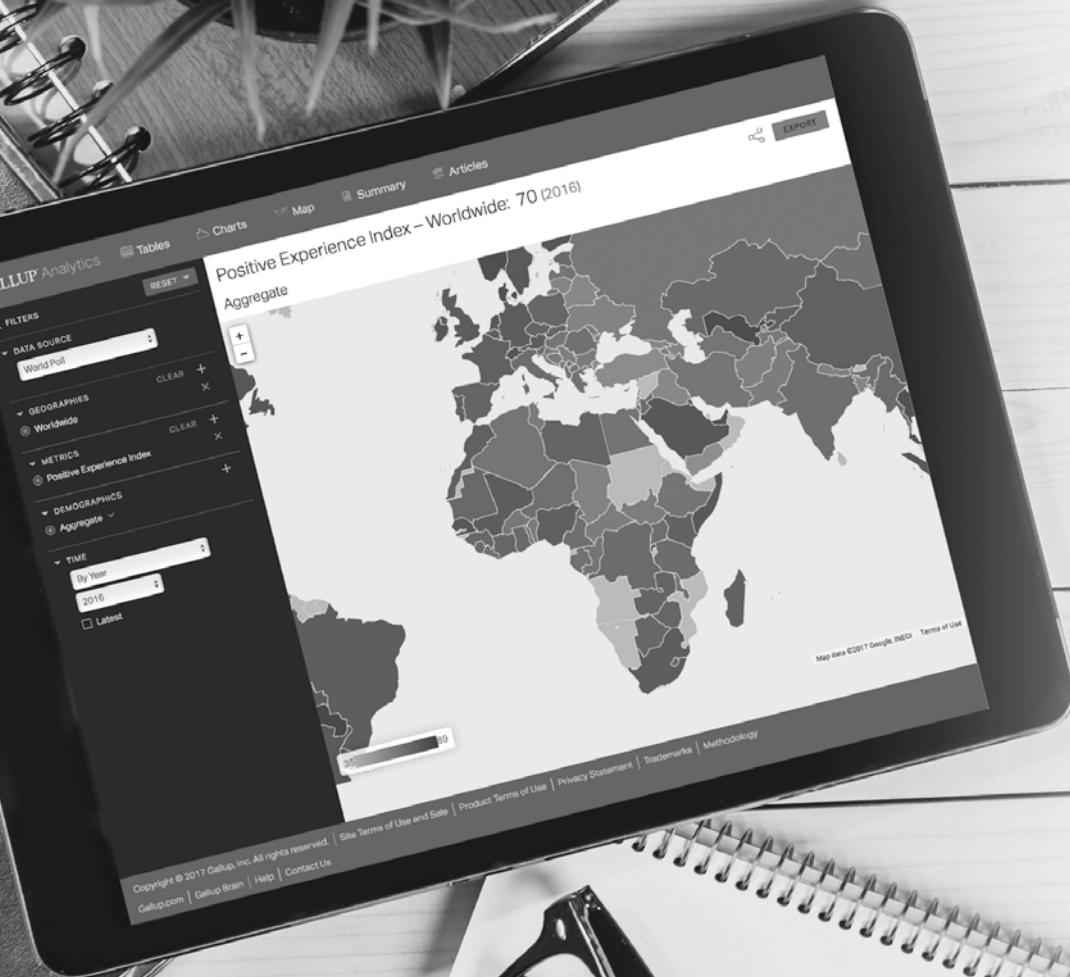 LLUP Analytics
Tables
Charts
Map
Summary
Articles
FILTERS
RESET
DATA SOURCE
World Poll
CLEAR
GEOGRAPHIES
Worldwide
CLEAR
METRICS
Positive Experience Index
DEMOGRAPHICS
Aggregate
TIME
By Year
2016
Latest
Positive Experience Index – Worldwide: 70 (2016)
EXPORT
Aggregate
+
−
Map data ©2017 Google, INEGI Terms of Use
35 89
Copyright © 2017 Gallup, Inc. All rights reserved. | Site Terms of Use and Sale | Product Terms of Use | Privacy Statement | Trademarks | Methodology
Gallup.com | Gallup Brain | Help | Contact Us